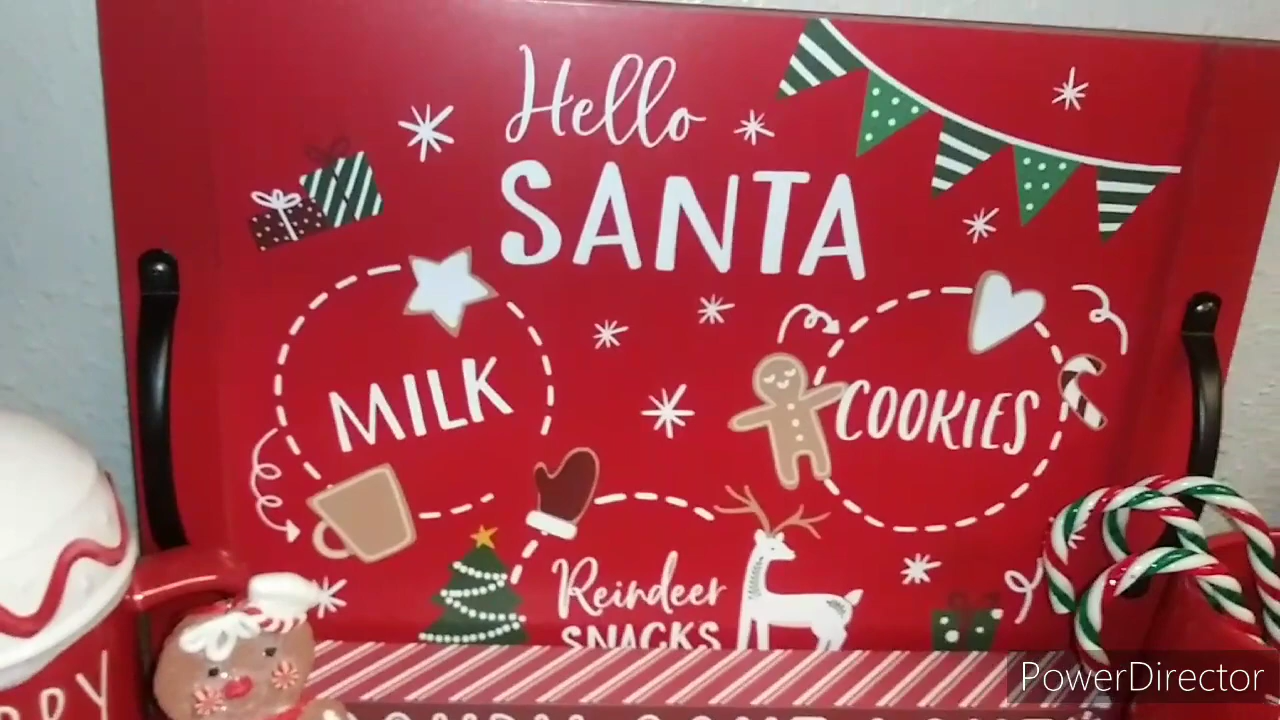 Hello
SANTA
MILK
COOKIES
Reindeer
SNACKS
PowerDirector